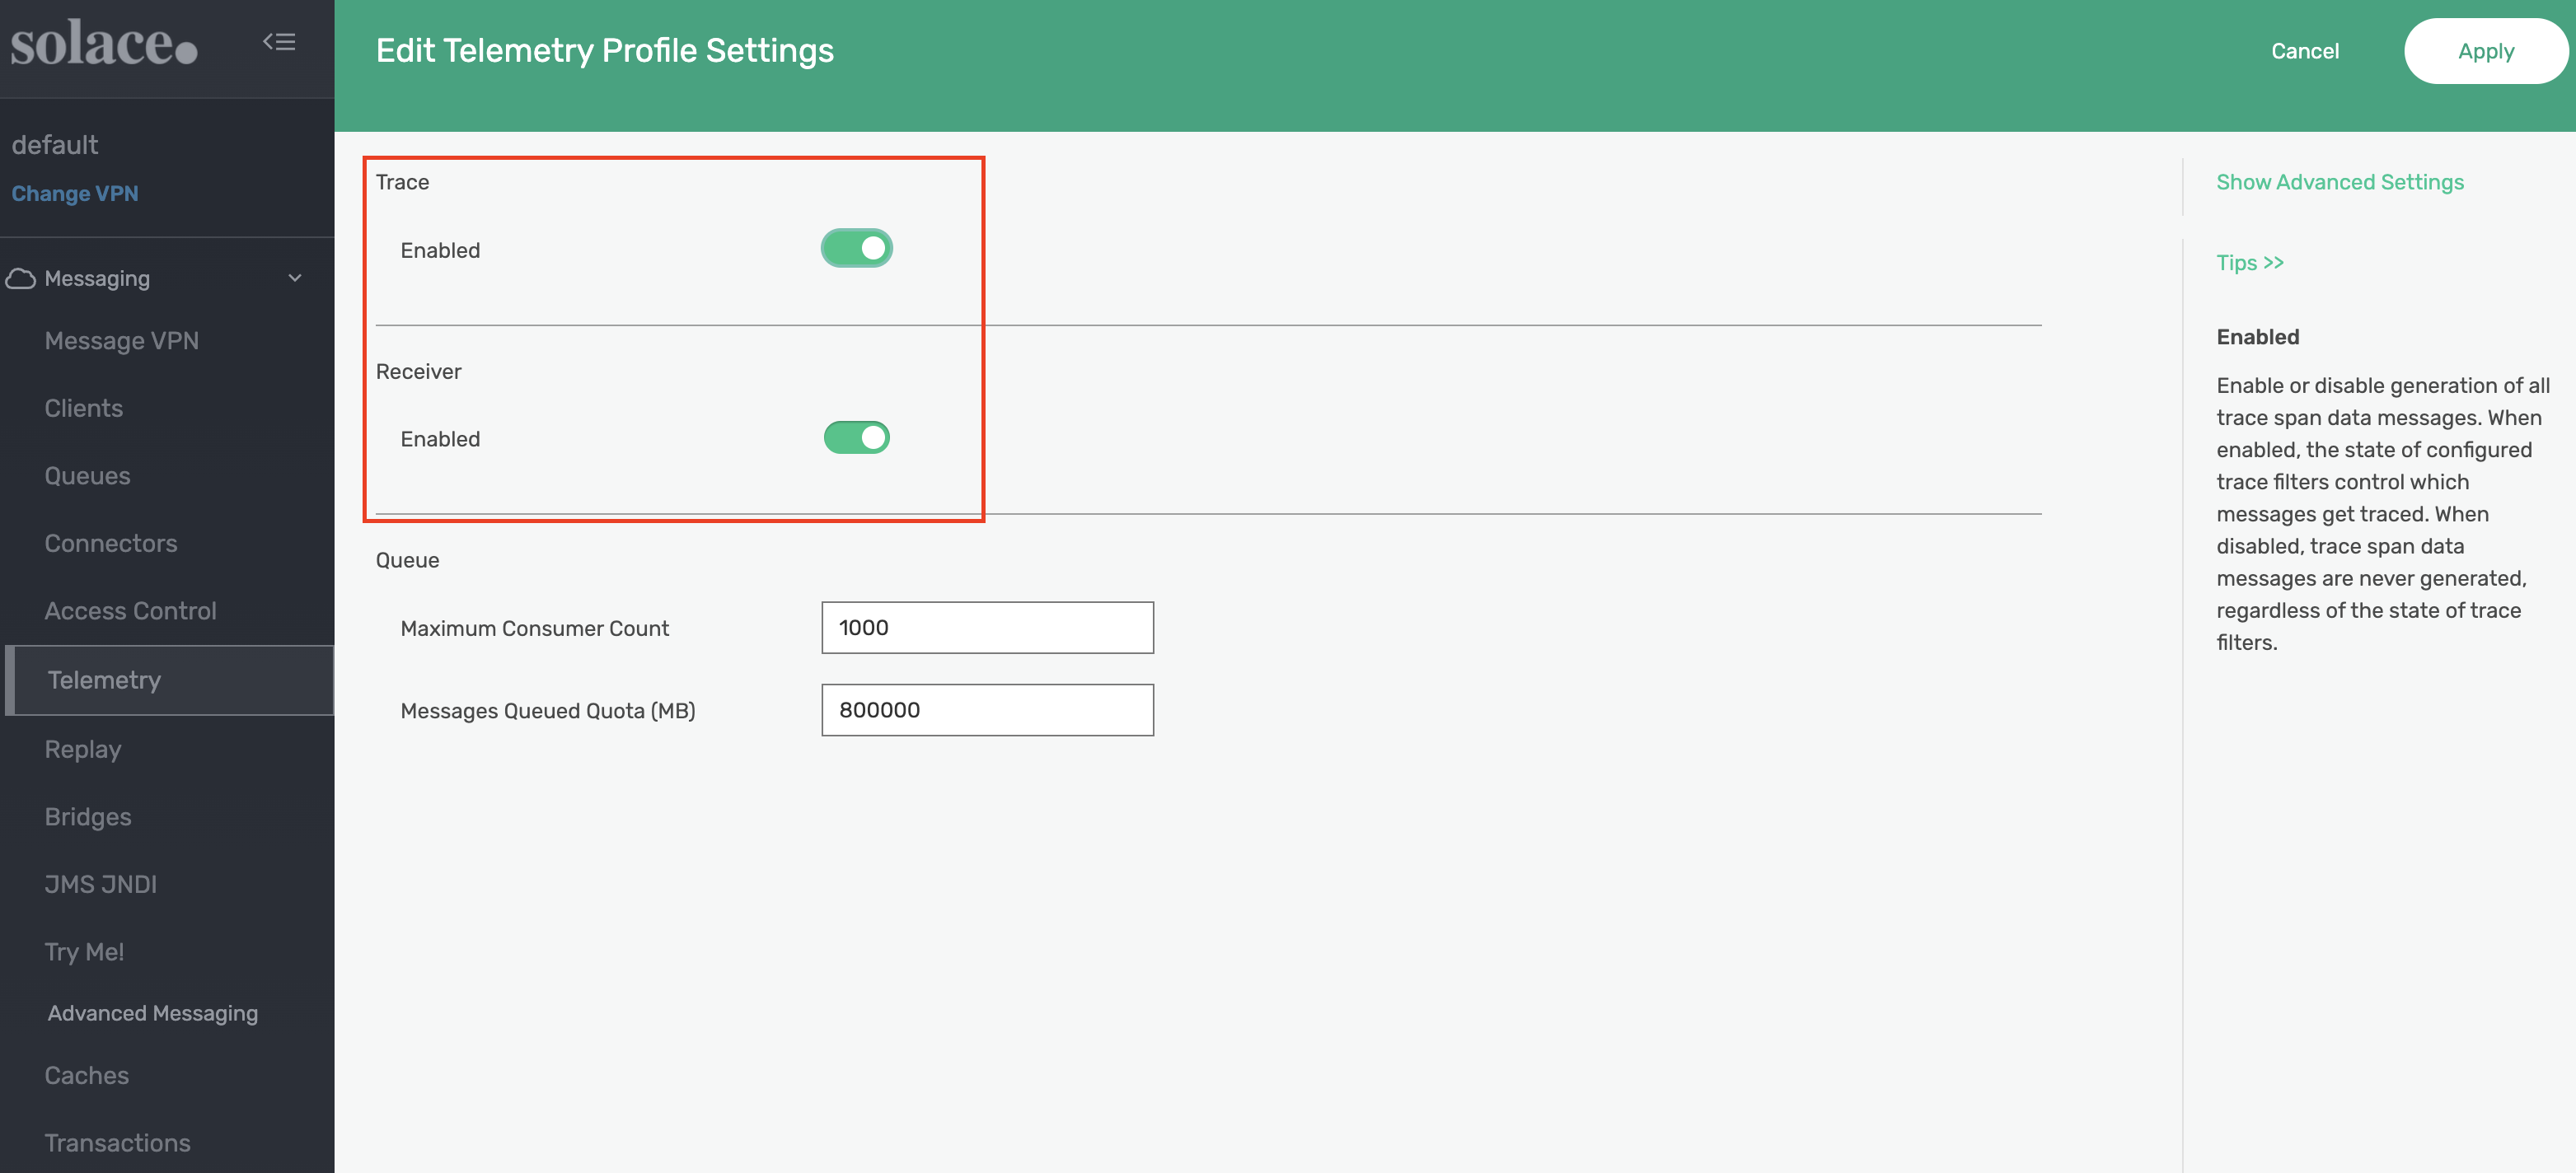 solace
default
Change VPN
Messaging
Message VPN
Clients
Queues
Connectors
Access Control
Telemetry
Replay
Bridges
JMS JNDI
Try Me!
Advanced Messaging
Caches
Transactions
Edit Telemetry Profile Settings
Cancel
Apply
Trace
Enabled
Receiver
Enabled
Queue
Maximum Consumer Count
1000
Messages Queued Quota (MB)
800000
Show Advanced Settings
Tips >>
Enabled
Enable or disable generation of all
trace span data messages. When
enabled, the state of configured
trace filters control which
messages get traced. When
disabled, trace span data
messages are never generated,
regardless of the state of trace
filters.